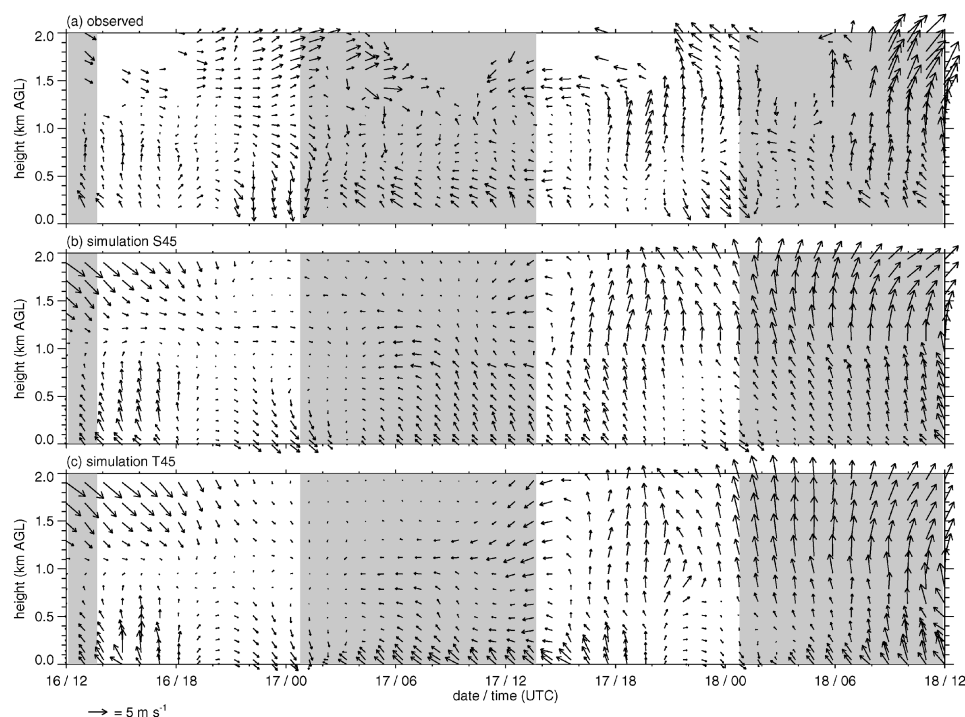 (a) observed
2.0
1.5
1.0
0.5
0.0
height (km AGL)
(b) simulation S45
2.0
1.5
1.0
0.5
0.0
height (km AGL)
(c) simulation T45
2.0
1.5
1.0
0.5
0.0
height (km AGL)
16 / 12 16 / 18 17 / 00 17 / 06 17 / 12 17 / 18 18 / 00 18 / 06 18 / 12
date / time (UTC)
= 5 m s⁻¹